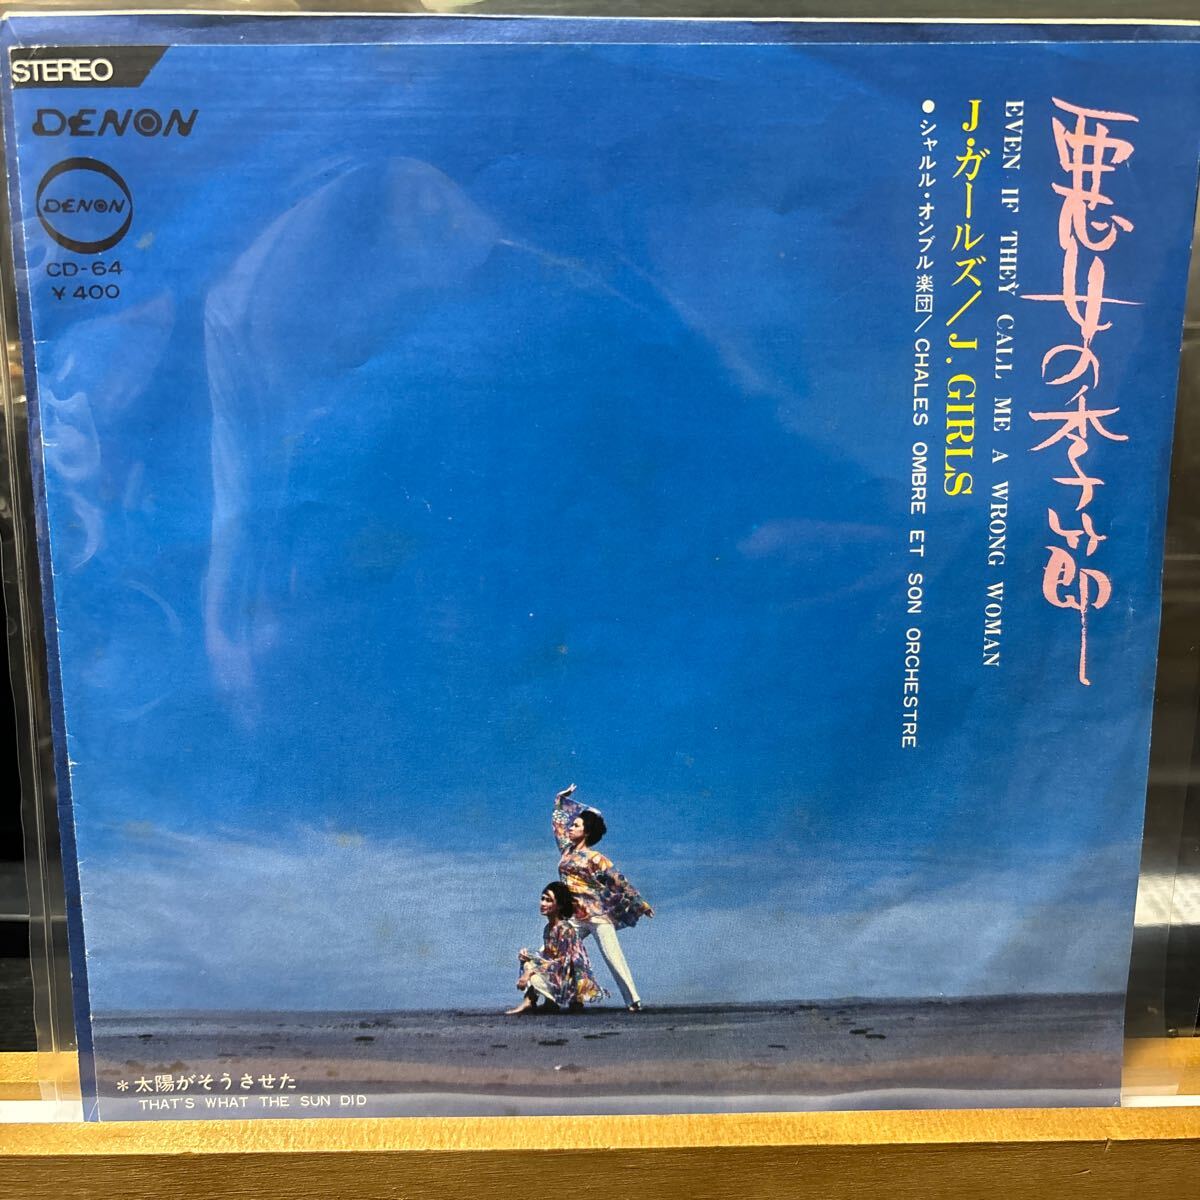 STEREO
DENON
DENON
CD-64
¥400
悪女の季節
EVEN IF THEY CALL ME A WRONG WOMAN
J・ガールズ/J.GIRLS
●シャルル・オンブル楽団/CHALES OMBRE ET SON ORCHESTRE
＊太陽がそうさせた
THAT'S WHAT THE SUN DID